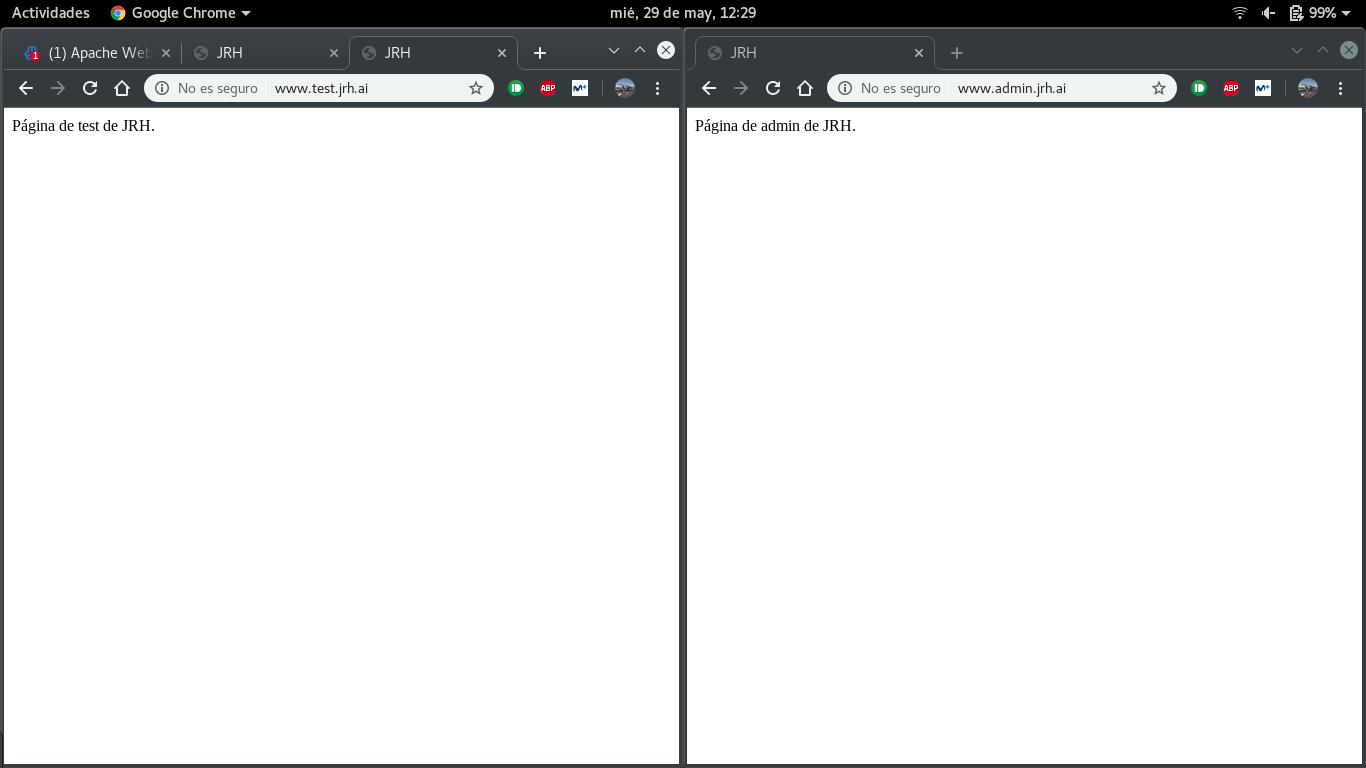 Actividades Google Chrome mié, 29 de may, 12:29 99%
(1) Apache Web JRH JRH
No es seguro www.test.jrh.ai ABP
Página de test de JRH.
JRH
No es seguro www.admin.jrh.ai ABP
Página de admin de JRH.